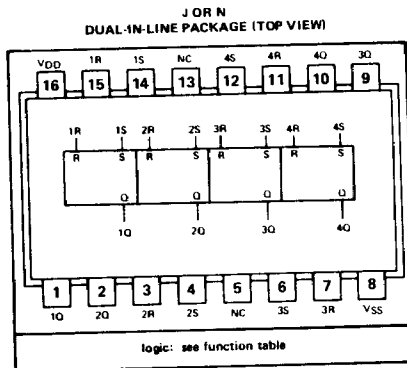 J OR N
DUAL-IN-LINE PACKAGE (TOP VIEW)
VDD 1R 1S NC 4S 4R 4Q 3Q
16 15 14 13 12 11 10 9
1R 1S 2R 2S 3R 3S 4R 4S
R S R S R S R S
Q Q Q Q
1Q 2Q 3Q 4Q
1 2 3 4 5 6 7 8
1Q 2Q 2R 2S NC 3S 3R VSS
logic: see function table